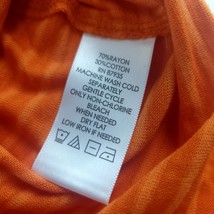 70%RAYON
30%COTTON
RN 87935
MACHINE WASH COLD
SEPARATELY
GENTLE CYCLE
ONLY NON-CHLORINE
BLEACH
WHEN NEEDED
DRY FLAT
LOW IRON IF NEEDED